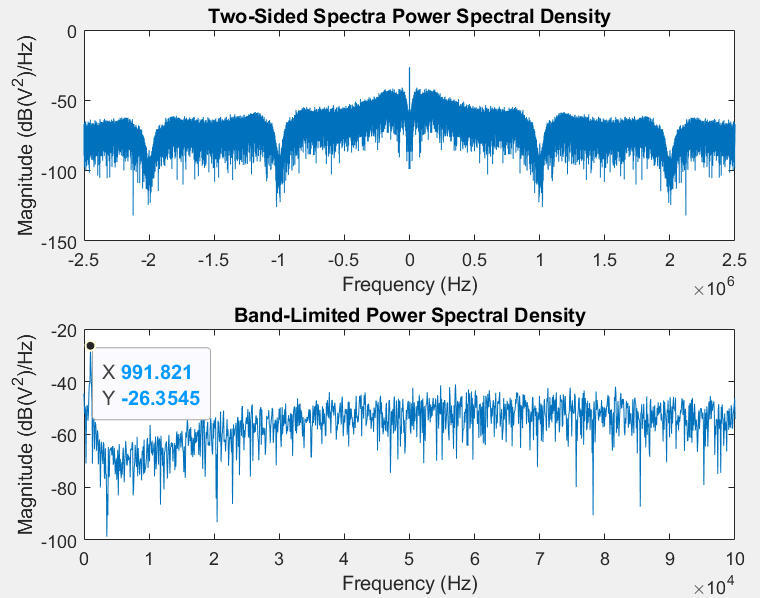 Two-Sided Spectra Power Spectral Density
Magnitude (dB(V²)/Hz)
0
-50
-100
-150
-2.5 -2 -1.5 -1 -0.5 0 0.5 1 1.5 2 2.5
Frequency (Hz)
×10⁶
Band-Limited Power Spectral Density
Magnitude (dB(V²)/Hz)
-20
-40
-60
-80
-100
X 991.821
Y -26.3545
0 1 2 3 4 5 6 7 8 9 10
Frequency (Hz)
×10⁴